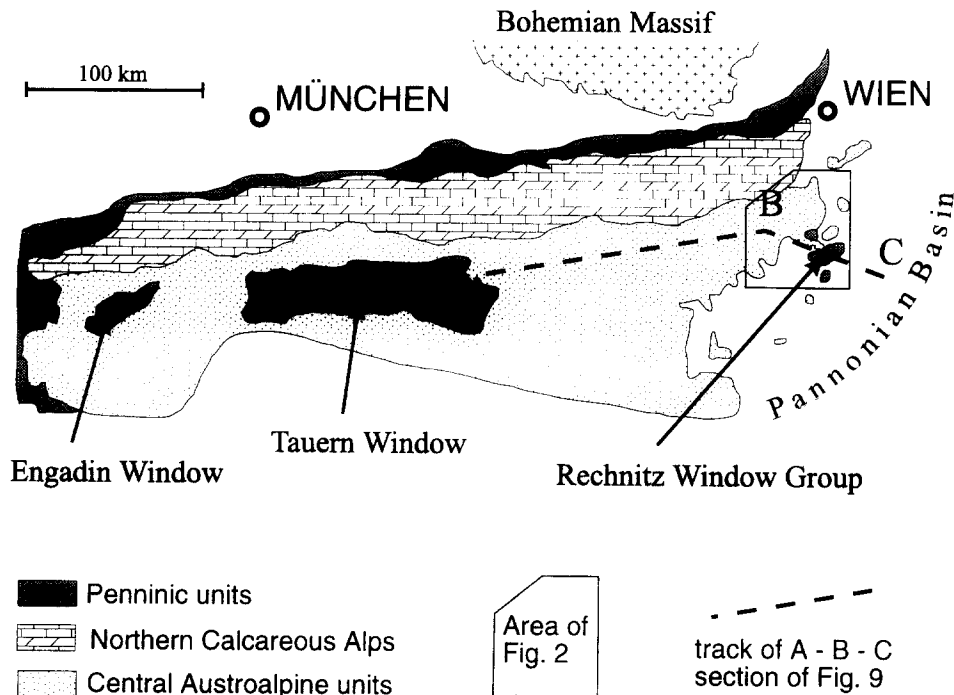 Bohemian Massif
100 km
MÜNCHEN
WIEN
B
C
Pannonian Basin
Engadin Window
Tauern Window
Rechnitz Window Group
Penninic units
Northern Calcareous Alps
Central Austroalpine units
Area of
Fig. 2
track of A - B - C
section of Fig. 9